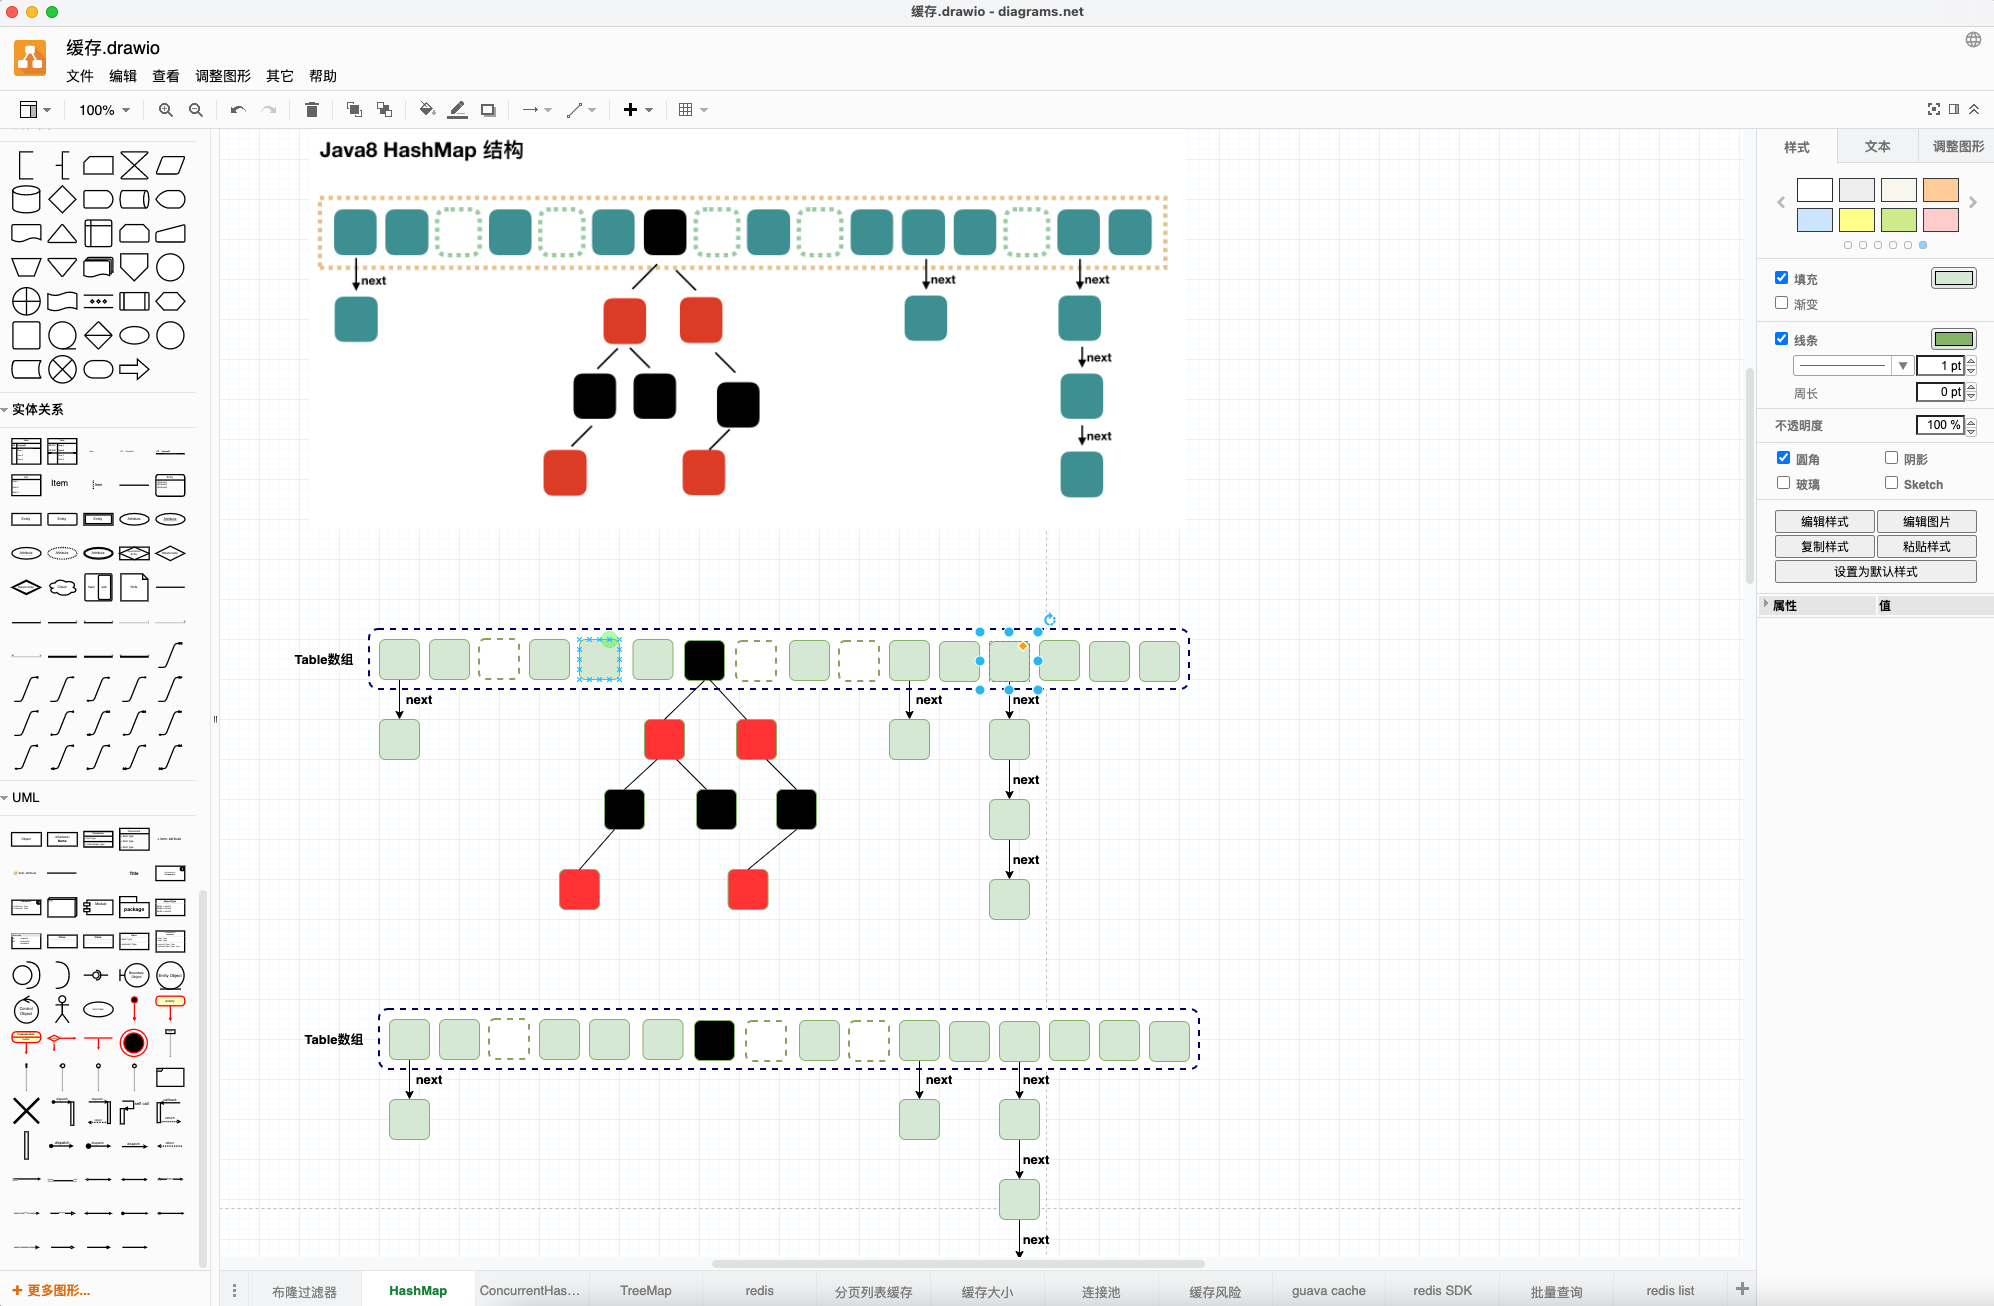 缓存.drawio - diagrams.net
缓存.drawio
文件 编辑 查看 调整图形 其它 帮助
100%
Java8 HashMap 结构
next
next
next
next
next
Table数组
next
next
next
next
next
Table数组
next
next
next
next
next
实体关系
Item
UML
Title
package
更多图形...
样式 文本 调整图形
填充
渐变
线条
1 pt
周长
0 pt
不透明度
100 %
圆角
阴影
玻璃
Sketch
编辑样式
编辑图片
复制样式
粘贴样式
设置为默认样式
属性 值
布隆过滤器 HashMap ConcurrentHas... TreeMap redis 分页列表缓存 缓存大小 连接池 缓存风险 guava cache redis SDK 批量查询 redis list